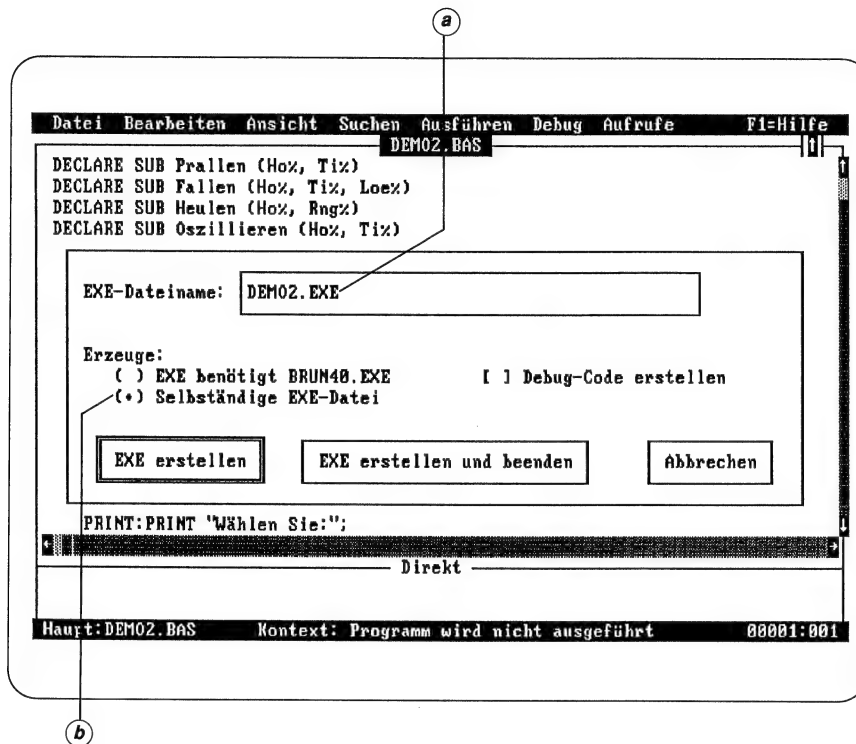 a
Datei Bearbeiten Ansicht Suchen Ausführen Debug Aufrufe F1=Hilfe
DEMO2.BAS
DECLARE SUB Prallen (Ho%, Ti%)
DECLARE SUB Fallen (Ho%, Ti%, Loe%)
DECLARE SUB Heulen (Ho%, Rng%)
DECLARE SUB Oszillieren (Ho%, Ti%)
EXE-Dateiname: DEMO2.EXE
Erzeuge:
( ) EXE benötigt BRUN40.EXE [ ] Debug-Code erstellen
(•) Selbständige EXE-Datei
EXE erstellen EXE erstellen und beenden Abbrechen
PRINT:PRINT "Wählen Sie:";
Direkt
Haupt:DEMO2.BAS Kontext: Programm wird nicht ausgeführt 00001:001
b